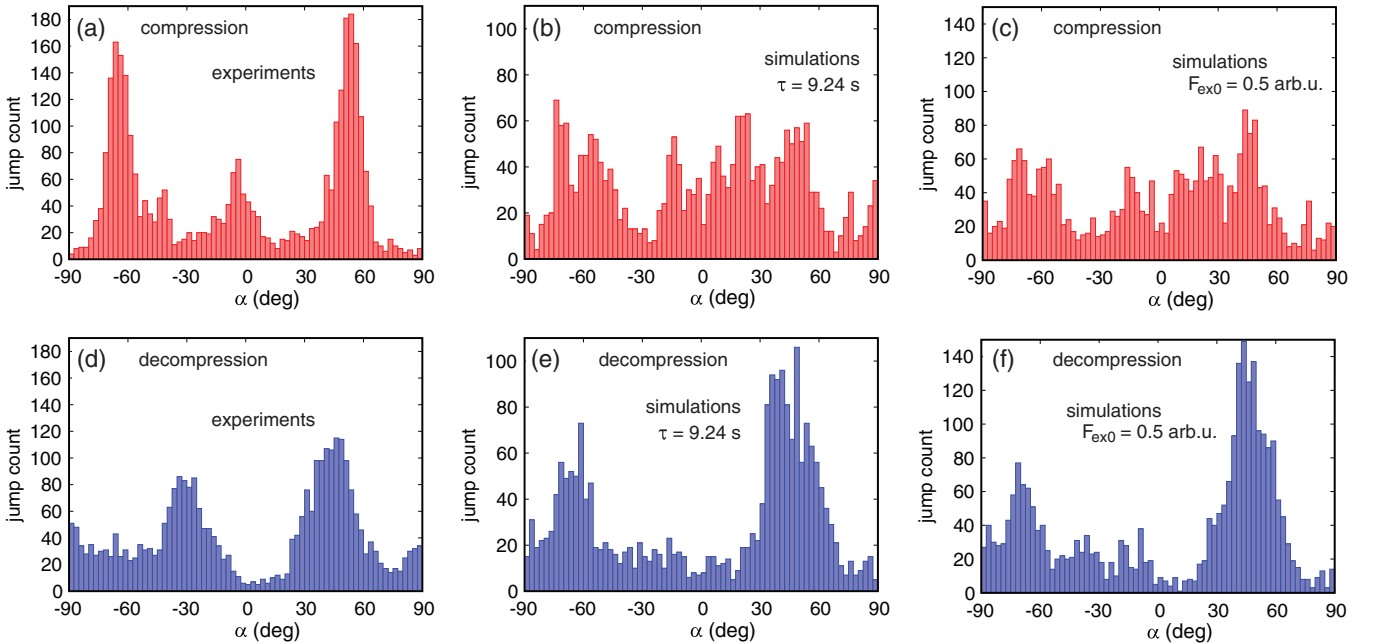 (a)
compression
experiments
jump count
180
160
140
120
100
80
60
40
20
0
-90 -60 -30 0 30 60 90
α (deg)
(b)
compression
simulations
τ = 9.24 s
jump count
100
80
60
40
20
0
-90 -60 -30 0 30 60 90
α (deg)
(c)
compression
simulations
F_ex0 = 0.5 arb.u.
jump count
140
120
100
80
60
40
20
0
-90 -60 -30 0 30 60 90
α (deg)
(d)
decompression
experiments
jump count
180
160
140
120
100
80
60
40
20
0
-90 -60 -30 0 30 60 90
α (deg)
(e)
decompression
simulations
τ = 9.24 s
jump count
100
80
60
40
20
0
-90 -60 -30 0 30 60 90
α (deg)
(f)
decompression
simulations
F_ex0 = 0.5 arb.u.
jump count
140
120
100
80
60
40
20
0
-90 -60 -30 0 30 60 90
α (deg)